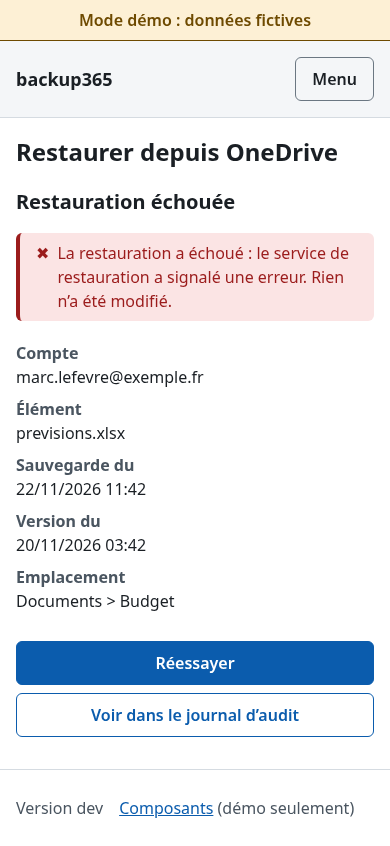 Mode démo : données fictives
backup365
Menu
Restaurer depuis OneDrive
Restauration échouée
✖ La restauration a échoué : le service de
restauration a signalé une erreur. Rien
n’a été modifié.
Compte
marc.lefevre@exemple.fr
Élément
previsions.xlsx
Sauvegarde du
22/11/2026 11:42
Version du
20/11/2026 03:42
Emplacement
Documents > Budget
Réessayer
Voir dans le journal d’audit
Version dev Composants (démo seulement)